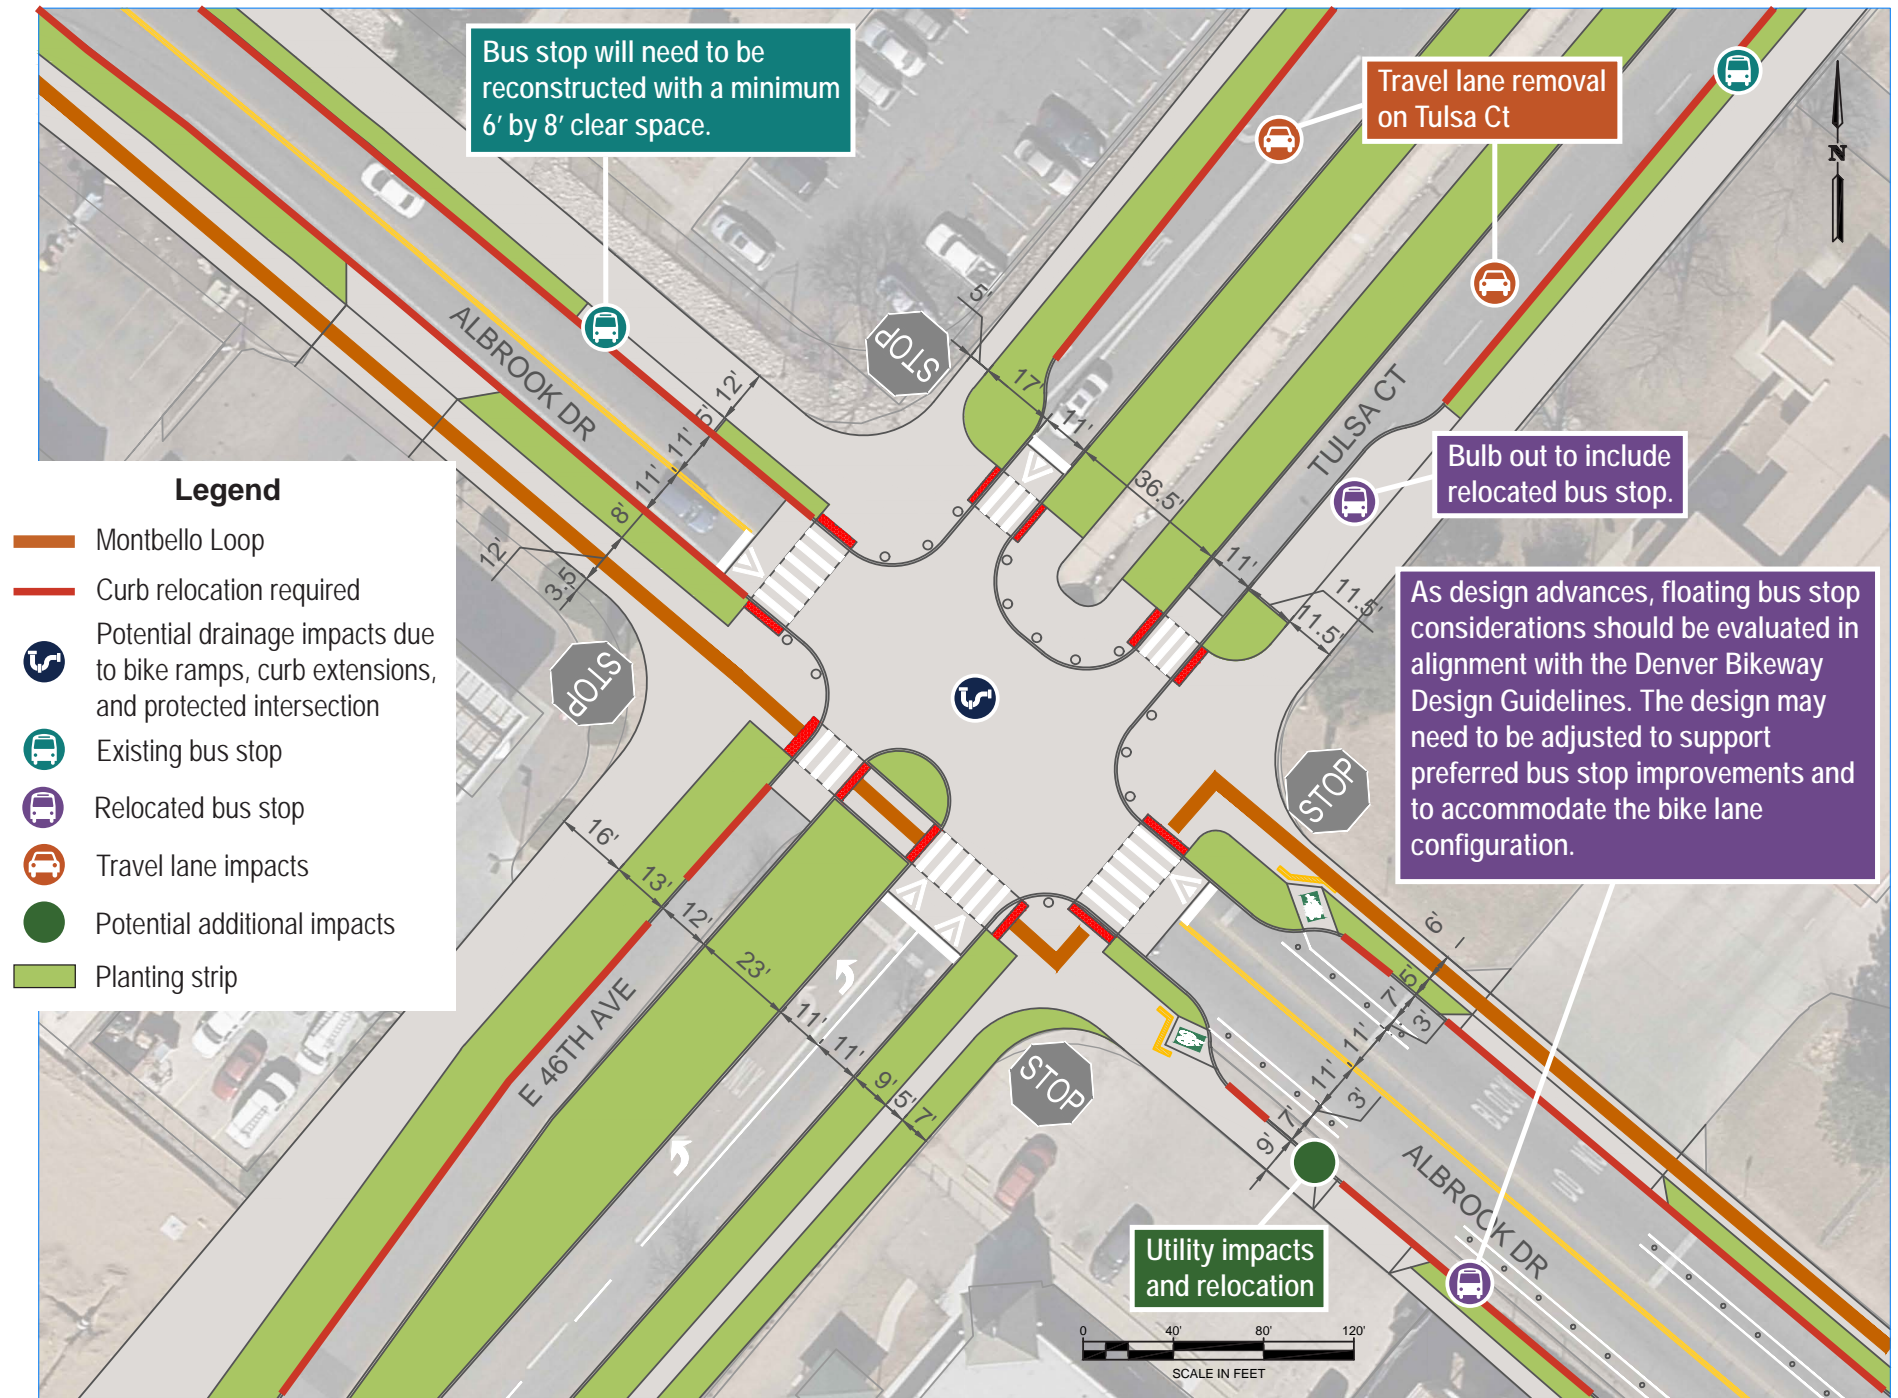 Bus stop will need to be
reconstructed with a minimum
6' by 8' clear space.
Travel lane removal
on Tulsa Ct
N
5'
STOP
ALBROOK DR
12'
5'
11'
11'
8'
12'
3.5'
17'
11'
36.5'
11'
11.5'
11.5'
TULSA CT
Bulb out to include
relocated bus stop.
Legend
Montbello Loop
Curb relocation required
Potential drainage impacts due
to bike ramps, curb extensions,
and protected intersection
Existing bus stop
Relocated bus stop
Travel lane impacts
Potential additional impacts
Planting strip
As design advances, floating bus stop
considerations should be evaluated in
alignment with the Denver Bikeway
Design Guidelines. The design may
need to be adjusted to support
preferred bus stop improvements and
to accommodate the bike lane
configuration.
STOP
STOP
16'
13'
12'
23'
11'
11'
9'
5'
7'
E 46TH AVE
STOP
6'
5'
7'
3'
11'
11'
3'
7'
9'
ALBROOK DR
Utility impacts
and relocation
0 40' 80' 120'
SCALE IN FEET